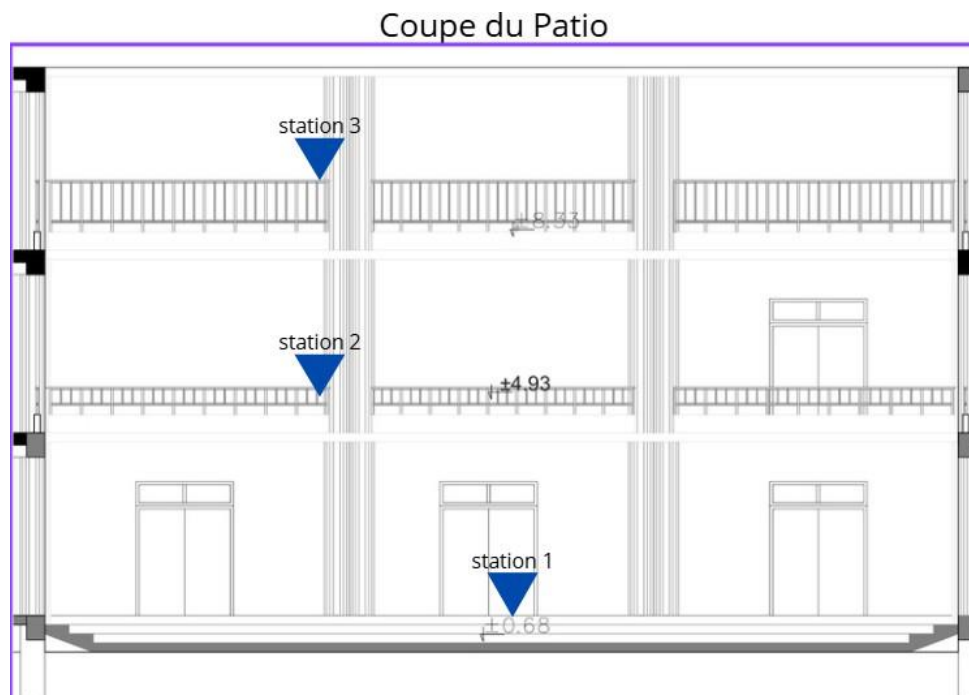 Coupe du Patio
station 3
±8.33
station 2
±4.93
station 1
±0.68